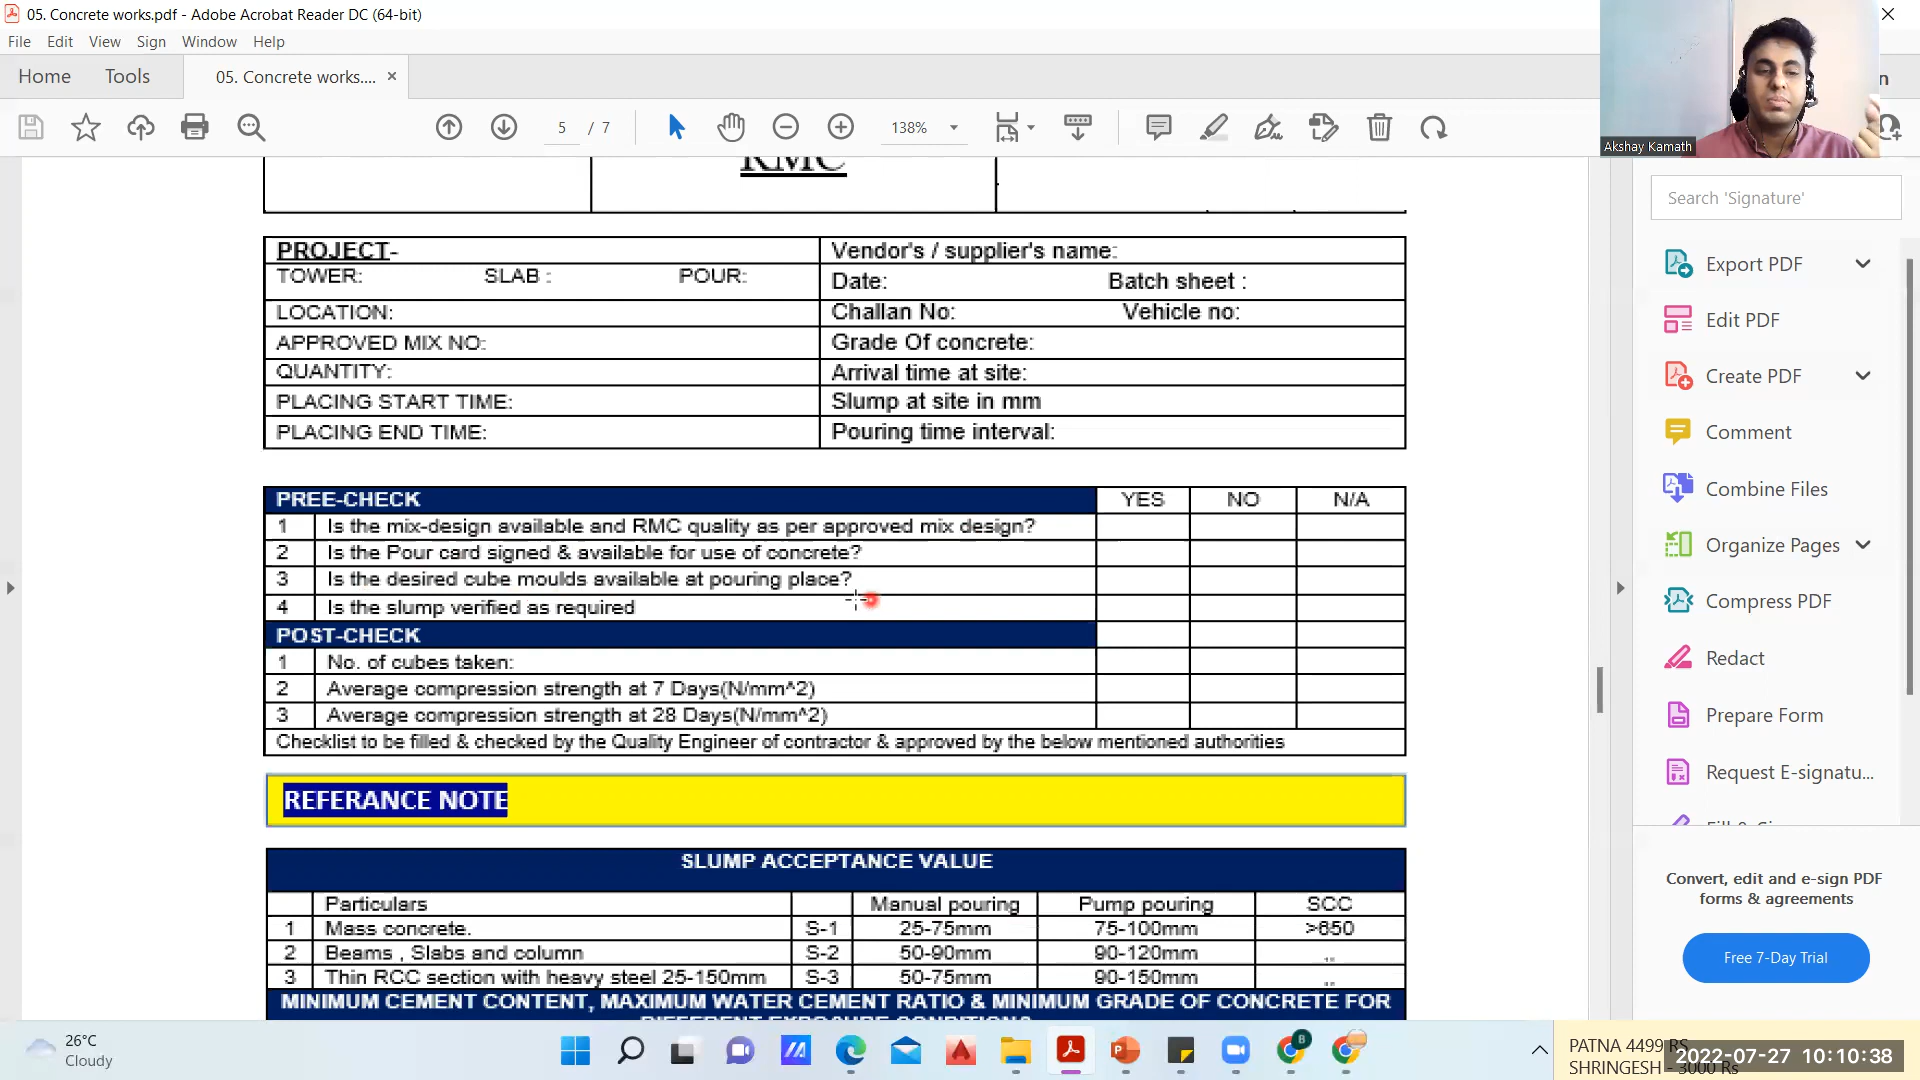 05. Concrete works.pdf - Adobe Acrobat Reader DC (64-bit)
File Edit View Sign Window Help
Home Tools 05. Concrete works.... ×
5 / 7 138%
Akshay Kamath
RMC
PROJECT- Vendor's / supplier's name:
TOWER: SLAB : POUR: Date: Batch sheet :
LOCATION: Challan No: Vehicle no:
APPROVED MIX NO: Grade Of concrete:
QUANTITY: Arrival time at site:
PLACING START TIME: Slump at site in mm
PLACING END TIME: Pouring time interval:
PREE-CHECK YES NO N/A
1 Is the mix-design available and RMC quality as per approved mix design?
2 Is the Pour card signed & available for use of concrete?
3 Is the desired cube moulds available at pouring place?
4 Is the slump verified as required
POST-CHECK
1 No. of cubes taken:
2 Average compression strength at 7 Days(N/mm^2)
3 Average compression strength at 28 Days(N/mm^2)
Checklist to be filled & checked by the Quality Engineer of contractor & approved by the below mentioned authorities
REFERANCE NOTE
SLUMP ACCEPTANCE VALUE
Particulars Manual pouring Pump pouring SCC
1 Mass concrete. S-1 25-75mm 75-100mm >650
2 Beams , Slabs and column S-2 50-90mm 90-120mm ,,
3 Thin RCC section with heavy steel 25-150mm S-3 50-75mm 90-150mm ,,
MINIMUM CEMENT CONTENT, MAXIMUM WATER CEMENT RATIO & MINIMUM GRADE OF CONCRETE FOR
DIFFERENT EXPOSURE CONDITIONS
Search 'Signature'
Export PDF
Edit PDF
Create PDF
Comment
Combine Files
Organize Pages
Compress PDF
Redact
Prepare Form
Request E-signatu...
Convert, edit and e-sign PDF
forms & agreements
Free 7-Day Trial
26°C
Cloudy
PATNA 4499 RS
SHRINGESH - 3000 Rs
2022-07-27 10:10:38